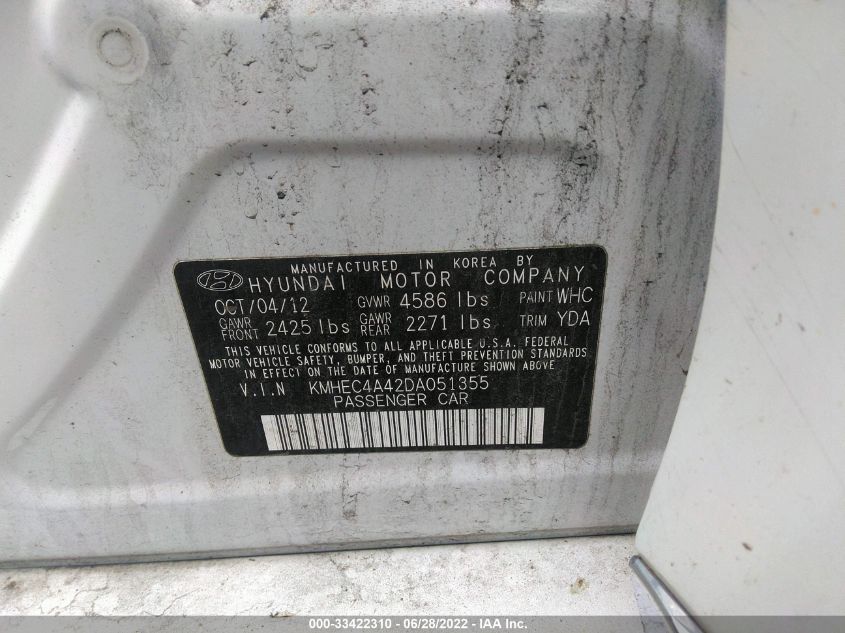 MANUFACTURED IN KOREA BY
HYUNDAI MOTOR COMPANY
OCT/04/12 GVWR 4586 lbs PAINT WHC
GAWR FRONT 2425 lbs GAWR REAR 2271 lbs TRIM YDA
THIS VEHICLE CONFORMS TO ALL APPLICABLE U.S.A. FEDERAL
MOTOR VEHICLE SAFETY, BUMPER, AND THEFT PREVENTION STANDARDS
IN EFFECT ON THE DATE OF MANUFACTURE SHOWN ABOVE
V.I.N KMHEC4A42DA051355
PASSENGER CAR
000-33422310 - 06/28/2022 - IAA Inc.